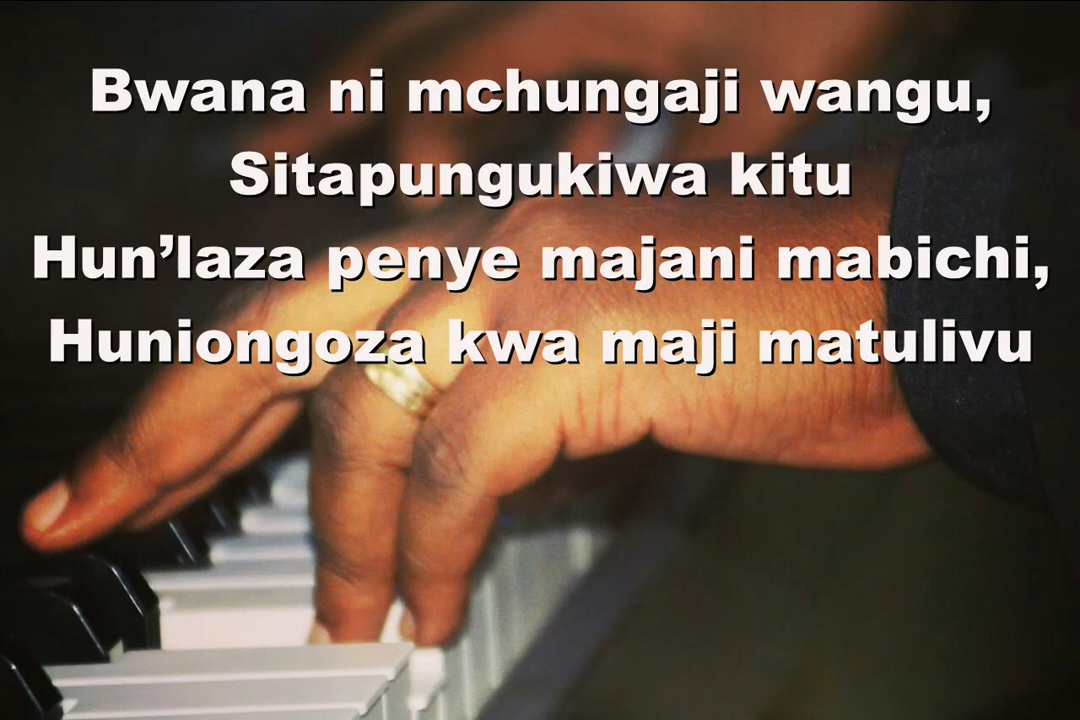 Bwana ni mchungaji wangu,
Sitapungukiwa kitu
Hun’laza penye majani mabichi,
Huniongoza kwa maji matulivu